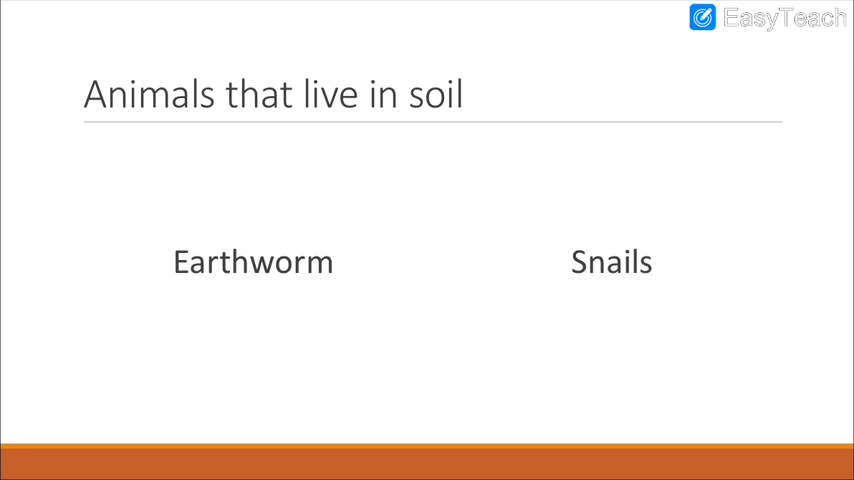 EasyTeach
Animals that live in soil
Earthworm
Snails